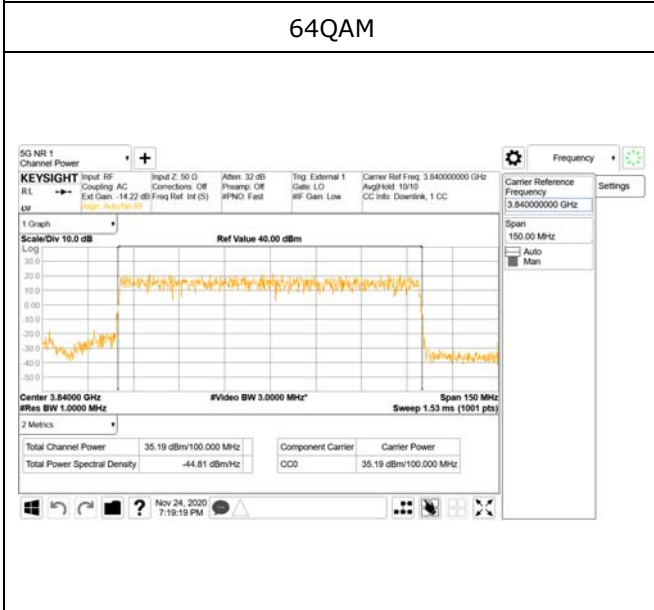 64QAM
5G NR 1
Channel Power
+
Frequency
KEYSIGHT
Input: RF
Input Z: 50 Ω
Atten: 32 dB
Trig: External 1
Carrier Ref Freq: 3.840000000 GHz
RL
Coupling: AC
Corrections: Off
Preamp: Off
Gate: LO
Avg|Hold: 10/10
Ext Gain: -14.22 dB
Freq Ref: Int (S)
#PNO: Fast
#IF Gain: Low
CC Info: Downlink, 1 CC
Align: Auto/No RF
Carrier Reference
Frequency
3.840000000 GHz
Settings
Span
150.00 MHz
Auto
Man
1 Graph
Scale/Div 10.0 dB
Ref Value 40.00 dBm
Log
30.0
20.0
10.0
0.00
-10.0
-20.0
-30.0
-40.0
-50.0
Center 3.84000 GHz
#Video BW 3.0000 MHz*
Span 150 MHz
#Res BW 1.0000 MHz
Sweep 1.53 ms (1001 pts)
2 Metrics
Total Channel Power 35.19 dBm/100.000 MHz
Total Power Spectral Density -44.81 dBm/Hz
Component Carrier Carrier Power
CC0 35.19 dBm/100.000 MHz
?
Nov 24, 2020
7:19:19 PM